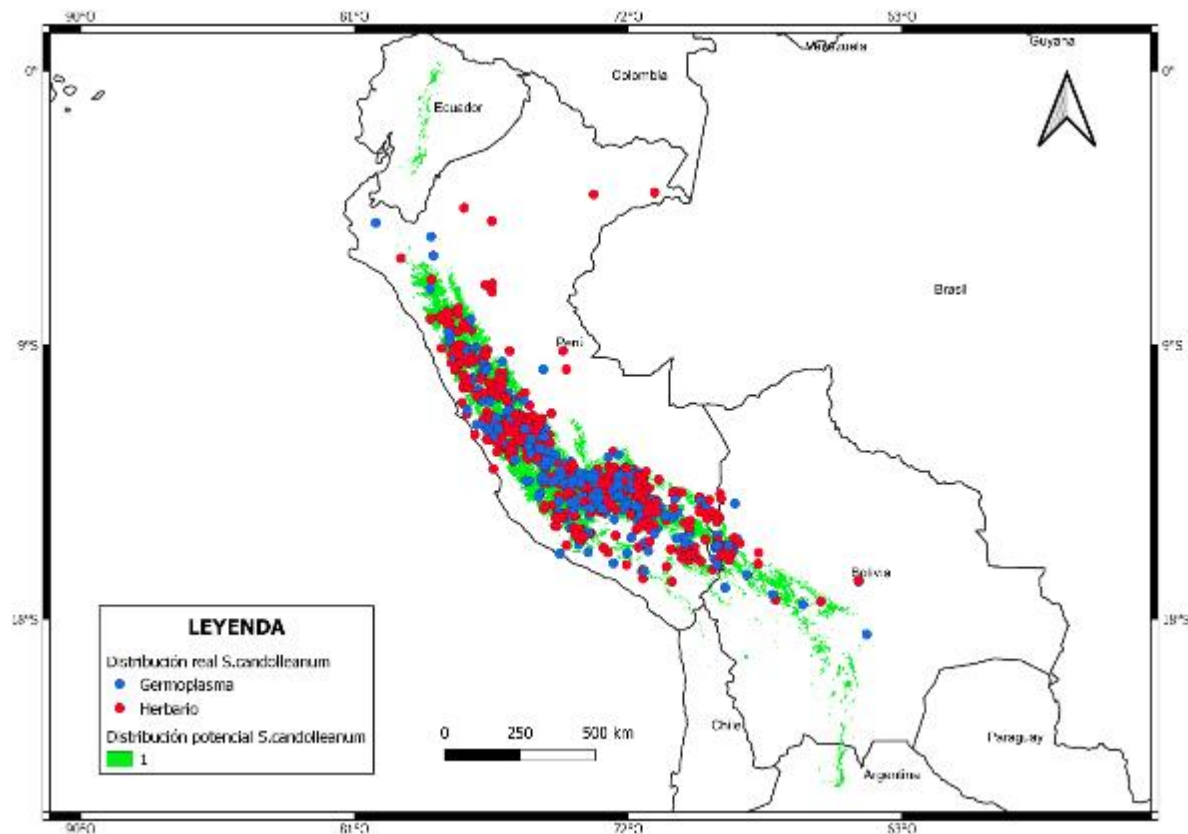 90°O 81°O 72°O 63°O
Venezuela
Guyana
Colombia
0° 0°
Ecuador
Brasil
Perú
9°S 9°S
Bolivia
18°S 18°S
LEYENDA
Distribución real S.candolleanum
Germoplasma
Herbario
Distribución potencial S.candolleanum
1
0 250 500 km
Chile
Paraguay
Argentina
90°O 81°O 72°O 63°O